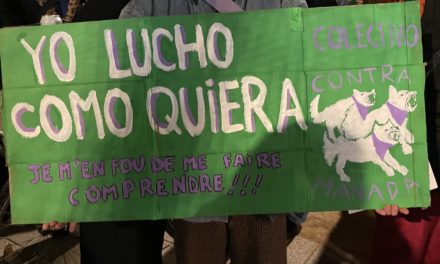 YO LUCHO
COMO QUiERA
JE M'EN FOU DE ME FAIRE
COMPRENDRE!!!
COLECTIVO
CONTRA
MANADA